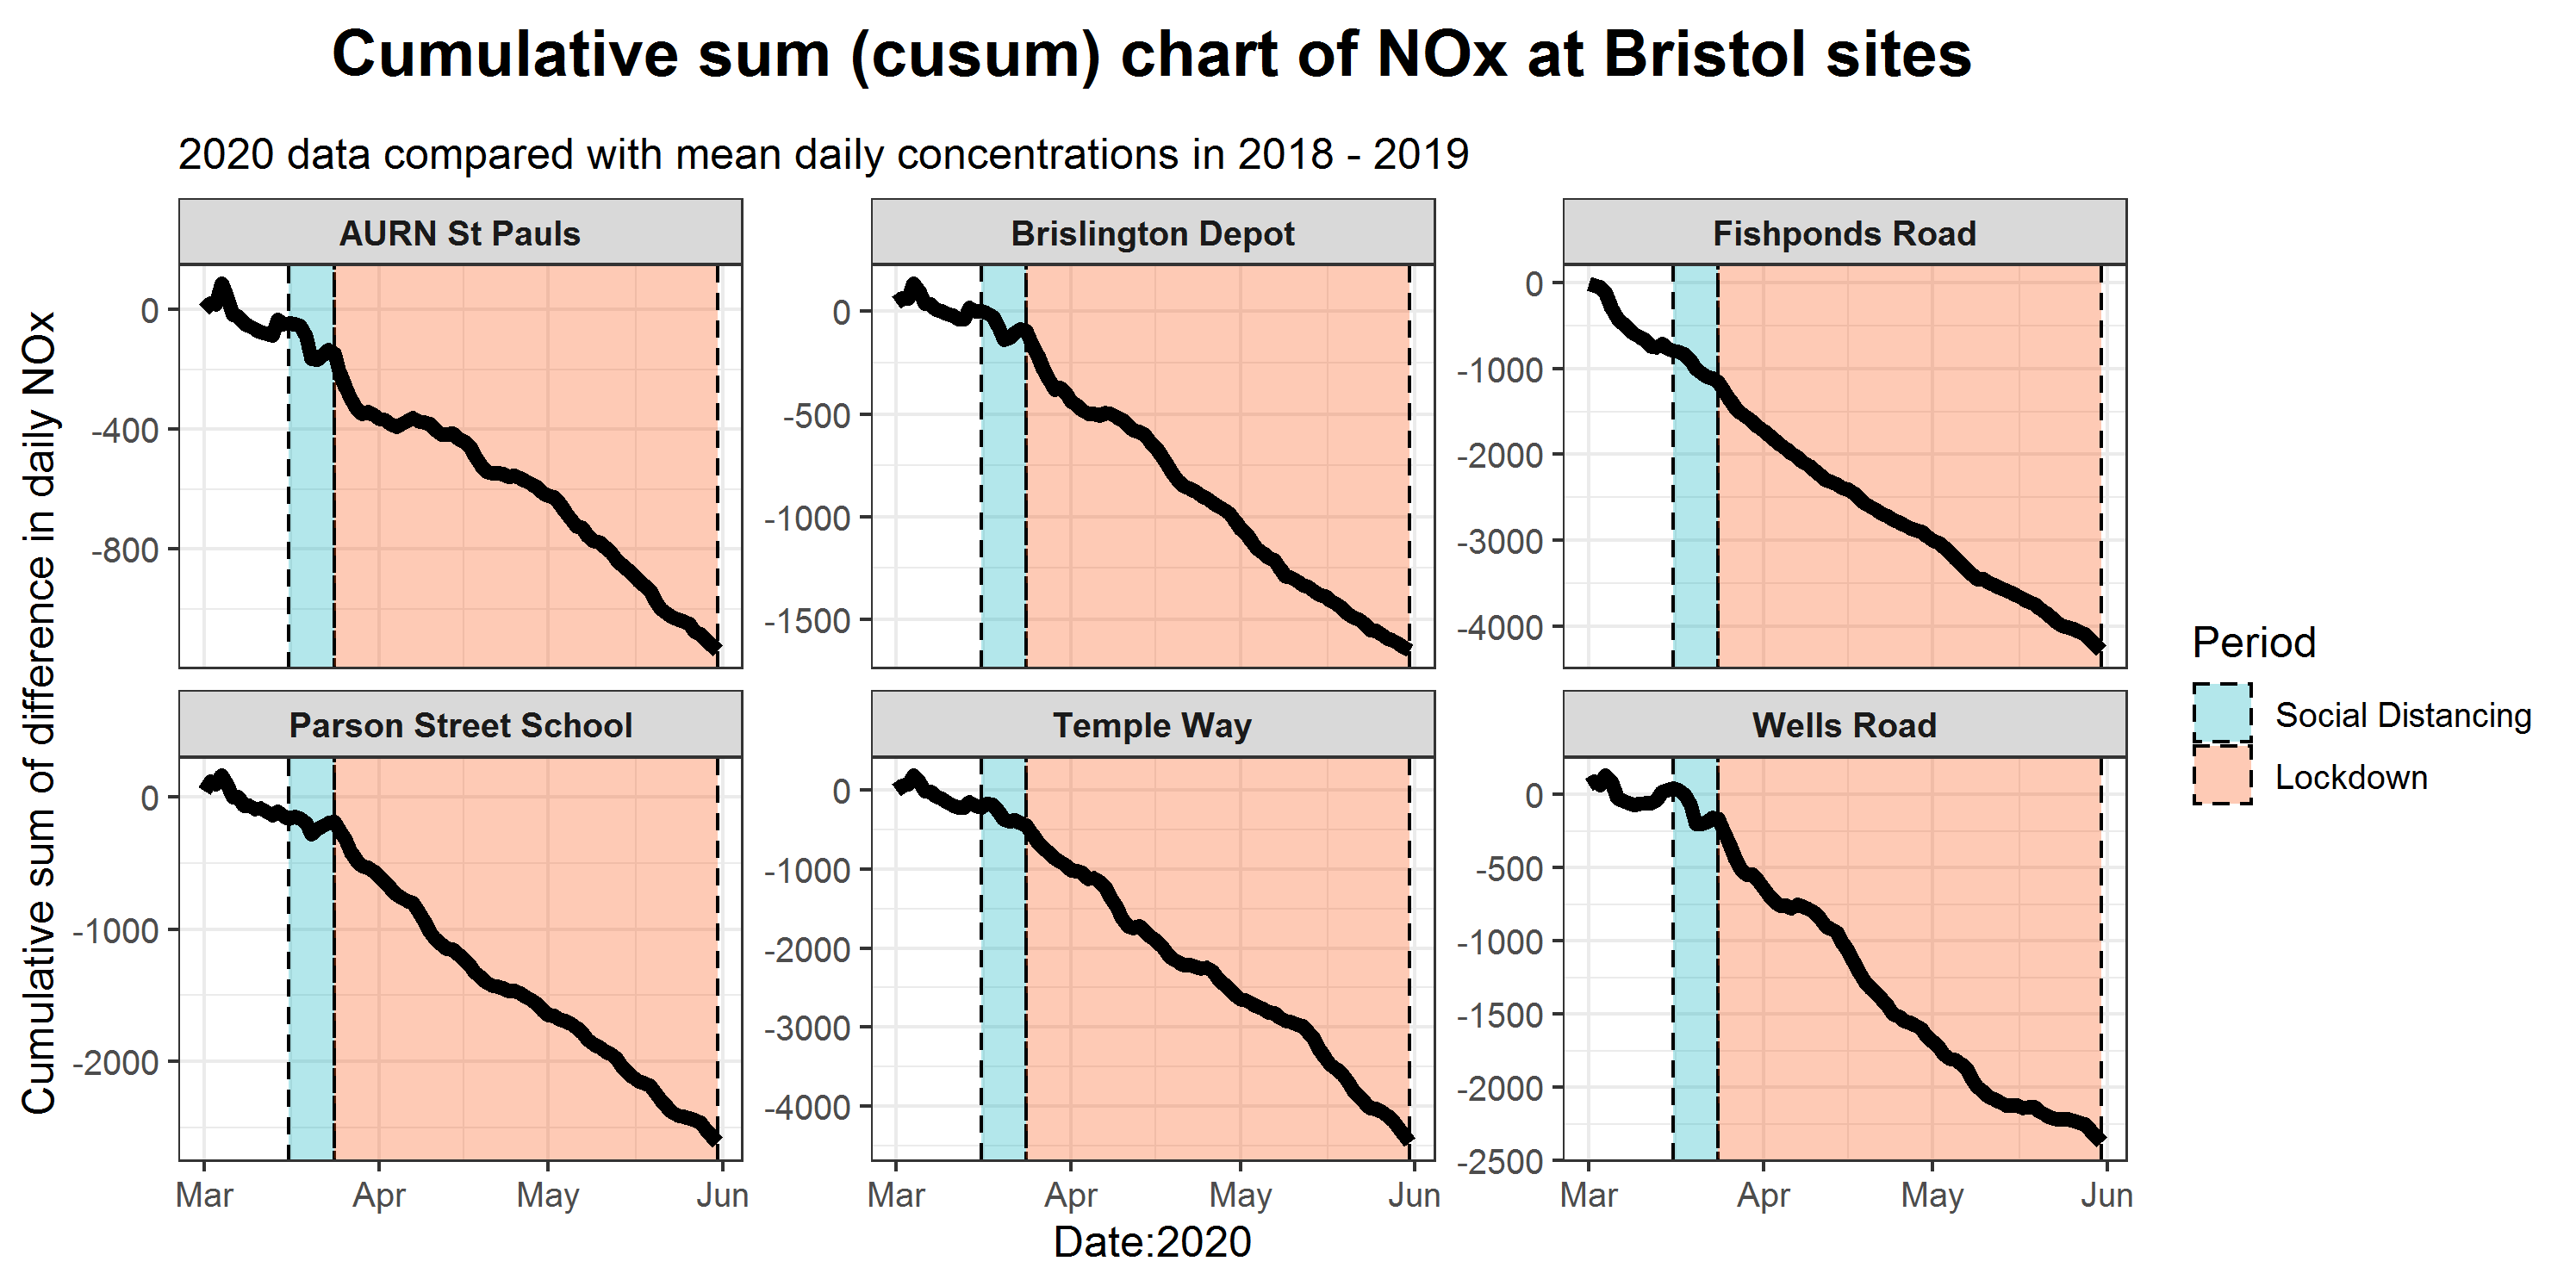 Cumulative sum (cusum) chart of NOx at Bristol sites
2020 data compared with mean daily concentrations in 2018 - 2019
Cumulative sum of difference in daily NOx
AURN St Pauls
0
-400
-800
Brislington Depot
0
-500
-1000
-1500
Fishponds Road
0
-1000
-2000
-3000
-4000
Parson Street School
0
-1000
-2000
Mar Apr May Jun
Temple Way
0
-1000
-2000
-3000
-4000
Mar Apr May Jun
Wells Road
0
-500
-1000
-1500
-2000
-2500
Mar Apr May Jun
Date:2020
Period
Social Distancing
Lockdown